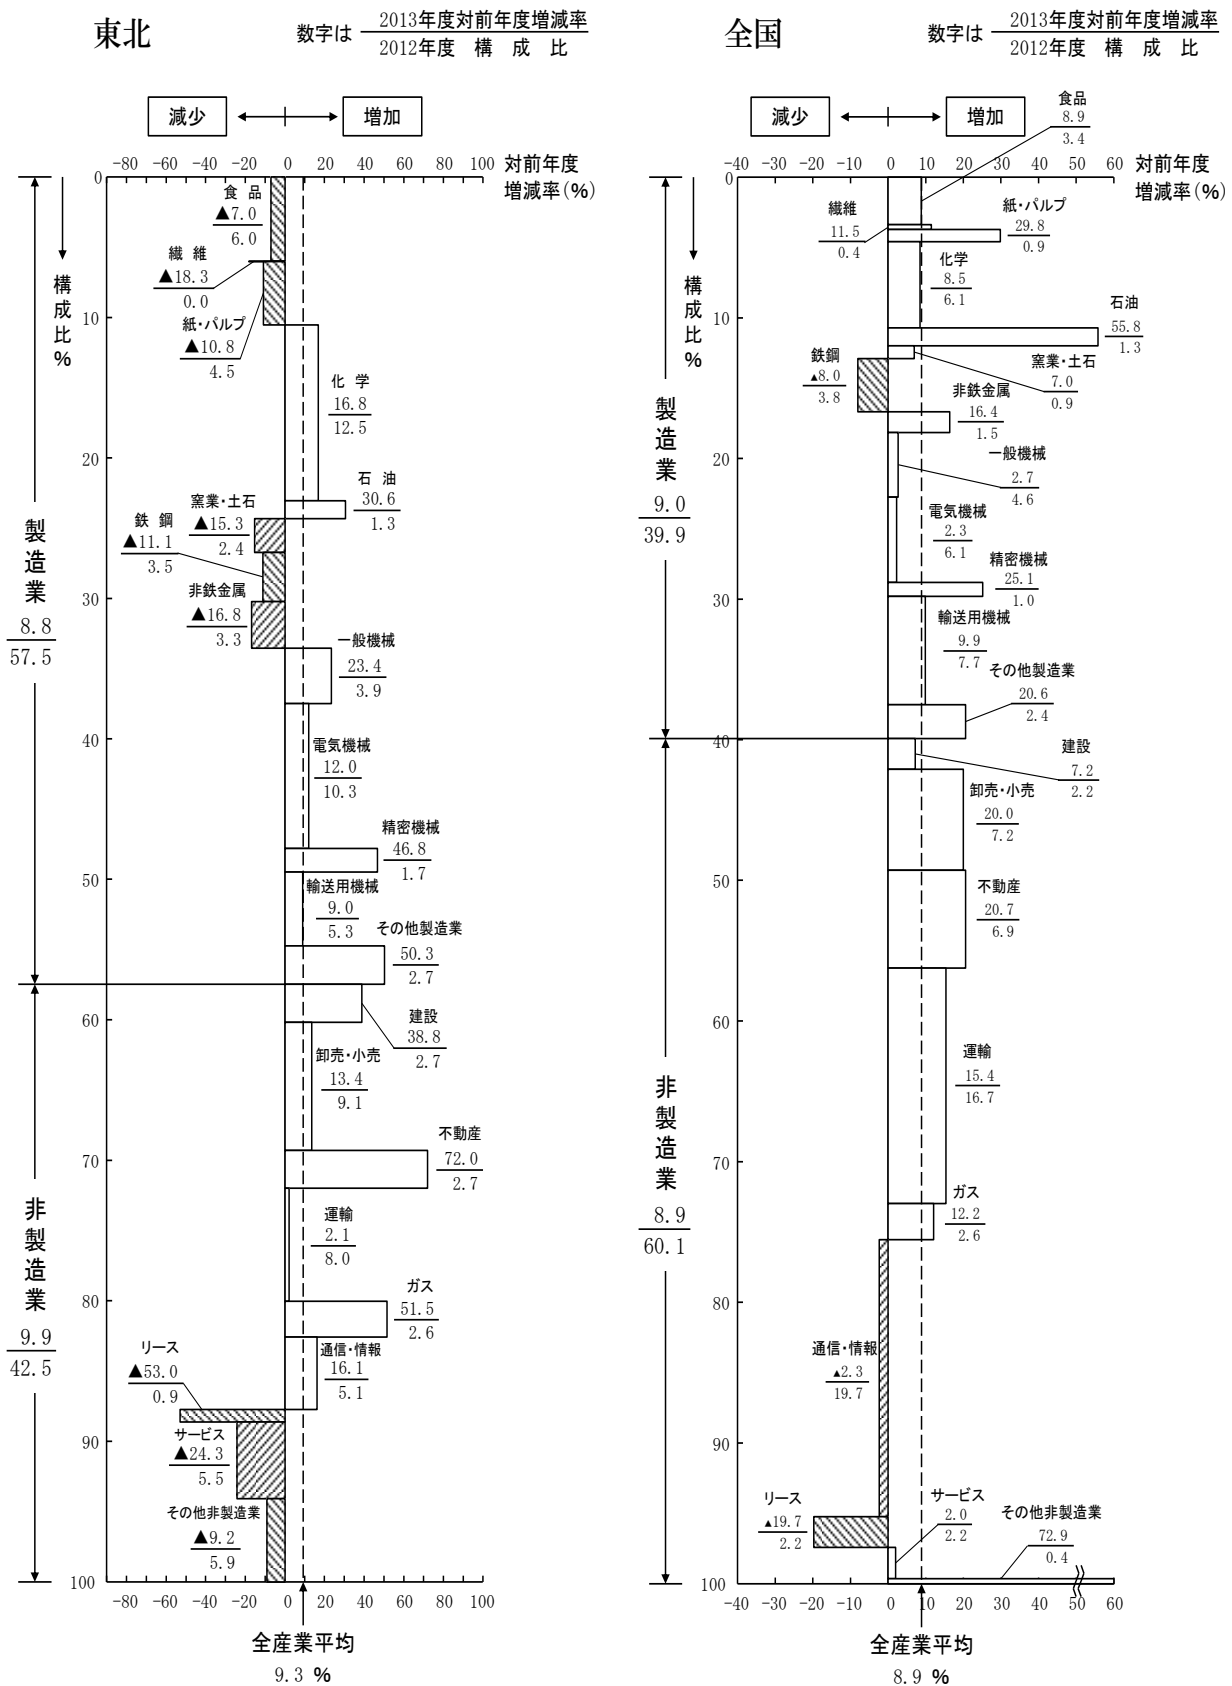 東北
数字は
2013年度対前年度増減率
2012年度 構 成 比
減少
増加
-80 -60 -40 -20 0 20 40 60 80 100
対前年度
増減率(%)
構成比%
0
10
20
30
40
50
60
70
80
90
100
製造業
8.8
57.5
非製造業
9.9
42.5
食 品
▲7.0
6.0
繊 維
▲18.3
0.0
紙・パルプ
▲10.8
4.5
化 学
16.8
12.5
石 油
30.6
1.3
窯業・土石
▲15.3
2.4
鉄 鋼
▲11.1
3.5
非鉄金属
▲16.8
3.3
一般機械
23.4
3.9
電気機械
12.0
10.3
精密機械
46.8
1.7
輸送用機械
9.0
5.3
その他製造業
50.3
2.7
建設
38.8
2.7
卸売・小売
13.4
9.1
不動産
72.0
2.7
運輸
2.1
8.0
ガス
51.5
2.6
通信・情報
16.1
5.1
リース
▲53.0
0.9
サービス
▲24.3
5.5
その他非製造業
▲9.2
5.9
-80 -60 -40 -20 0 20 40 60 80 100
全産業平均
9.3 %
全国
数字は
2013年度対前年度増減率
2012年度 構 成 比
減少
増加
-40 -30 -20 -10 0 10 20 30 40 50 60
対前年度
増減率(%)
構成比%
0
10
20
30
40
50
60
70
80
90
100
製造業
9.0
39.9
非製造業
8.9
60.1
食品
8.9
3.4
繊維
11.5
0.4
紙・パルプ
29.8
0.9
化学
8.5
6.1
石油
55.8
1.3
窯業・土石
7.0
0.9
鉄鋼
▲8.0
3.8
非鉄金属
16.4
1.5
一般機械
2.7
4.6
電気機械
2.3
6.1
精密機械
25.1
1.0
輸送用機械
9.9
7.7
その他製造業
20.6
2.4
建設
7.2
2.2
卸売・小売
20.0
7.2
不動産
20.7
6.9
運輸
15.4
16.7
ガス
12.2
2.6
通信・情報
▲2.3
19.7
リース
▲19.7
2.2
サービス
2.0
2.2
その他非製造業
72.9
0.4
-40 -30 -20 -10 0 10 20 30 40 50 60
全産業平均
8.9 %